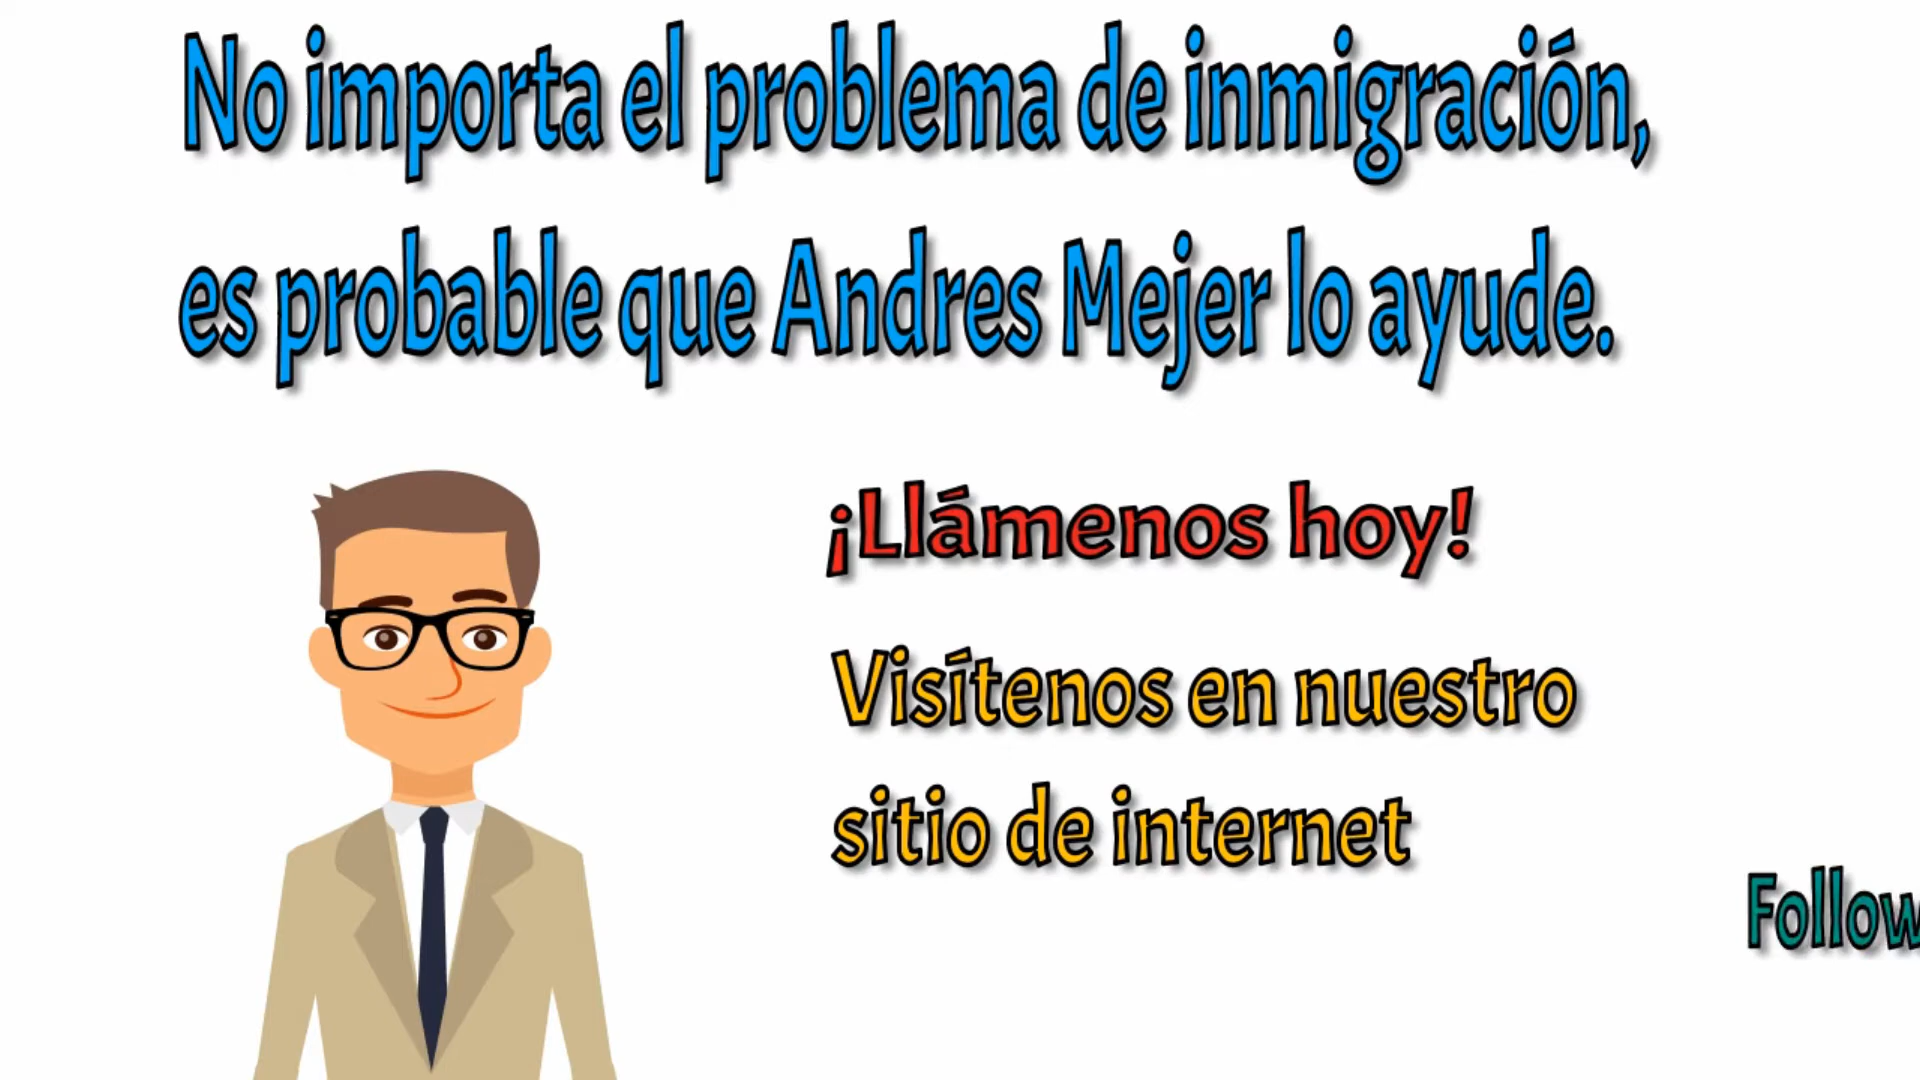 No importa el problema de inmigración,
es probable que Andres Mejer lo ayude.
¡Llámenos hoy!
Visítenos en nuestro
sitio de internet
Follow